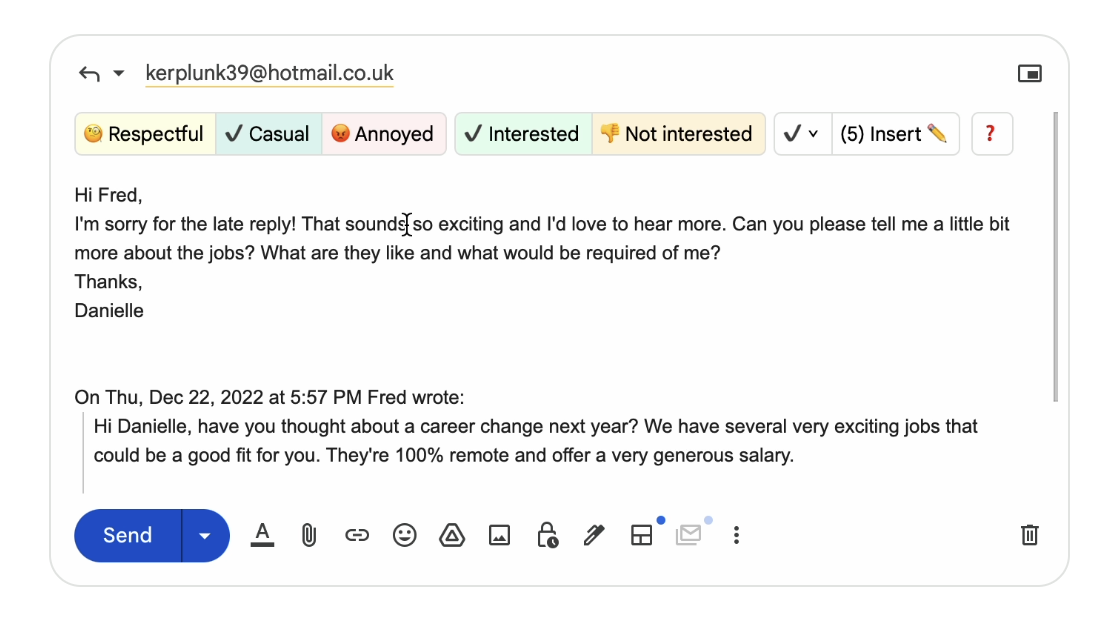 kerplunk39@hotmail.co.uk
🧐 Respectful ✓ Casual 😡 Annoyed ✓ Interested 👎 Not interested ✓ (5) Insert ✏️ ?
Hi Fred,
I'm sorry for the late reply! That sounds so exciting and I'd love to hear more. Can you please tell me a little bit
more about the jobs? What are they like and what would be required of me?
Thanks,
Danielle
On Thu, Dec 22, 2022 at 5:57 PM Fred wrote:
Hi Danielle, have you thought about a career change next year? We have several very exciting jobs that
could be a good fit for you. They're 100% remote and offer a very generous salary.
Send A